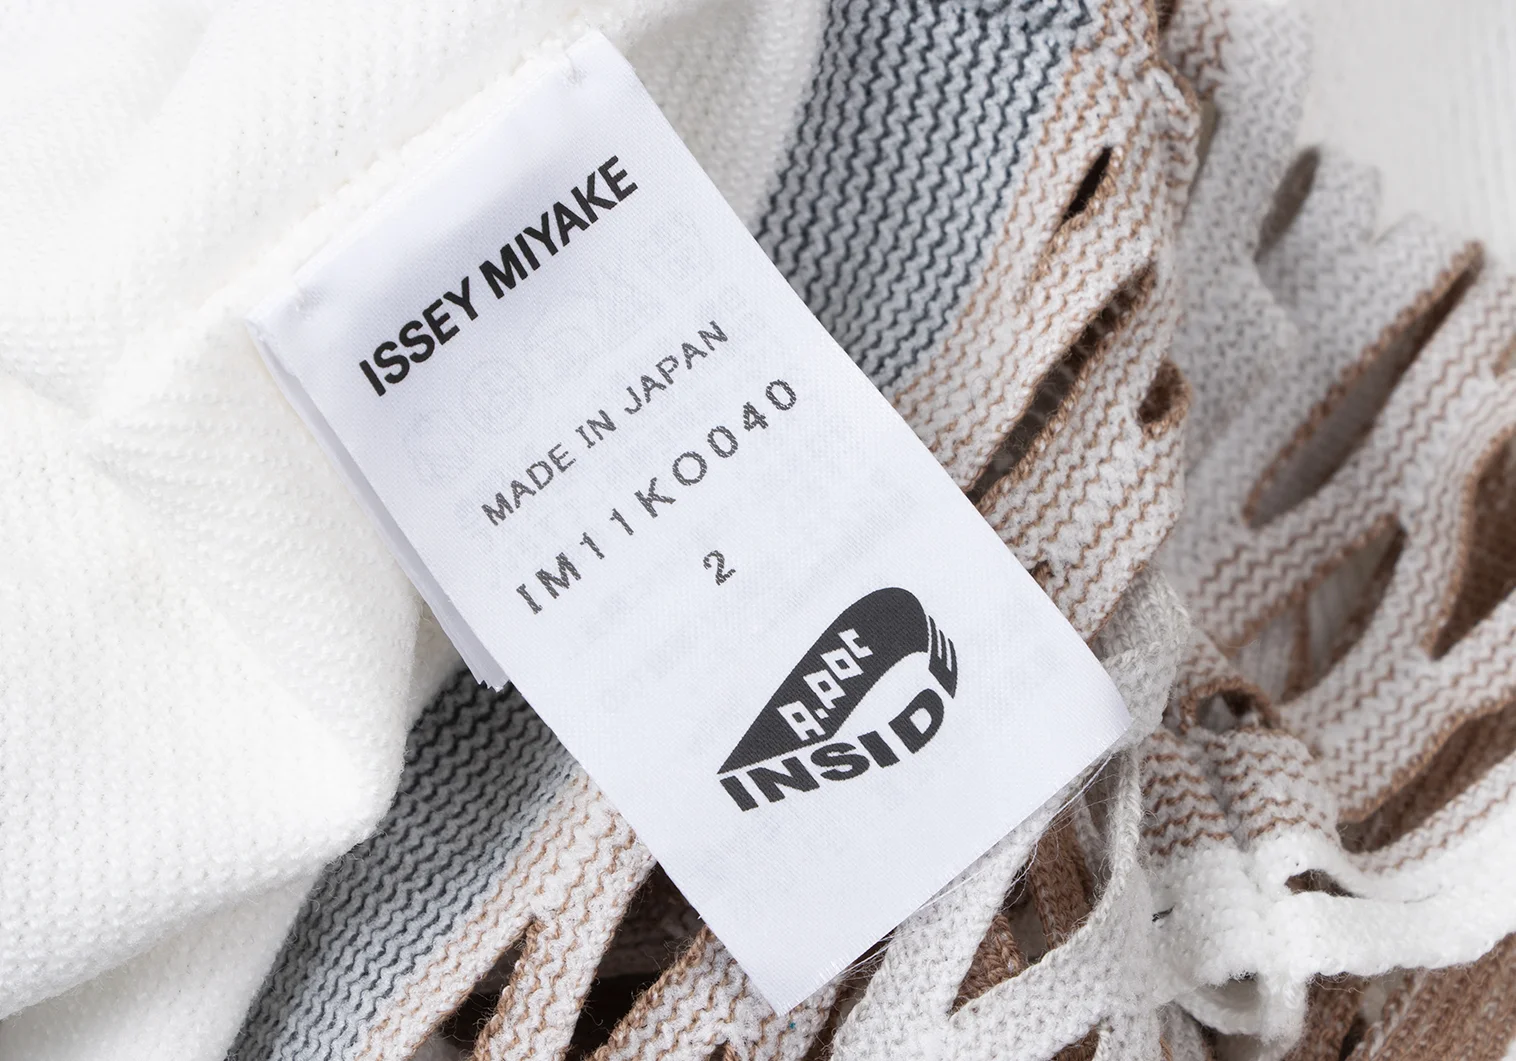 ISSEY MIYAKE
MADE IN JAPAN
IM11KO040
2
A.POC
INSIDE